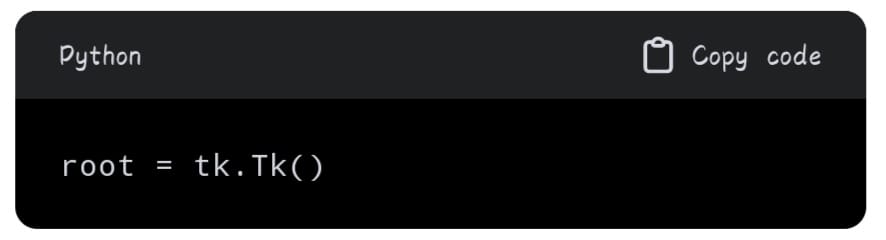 Python
Copy code
root = tk.Tk()